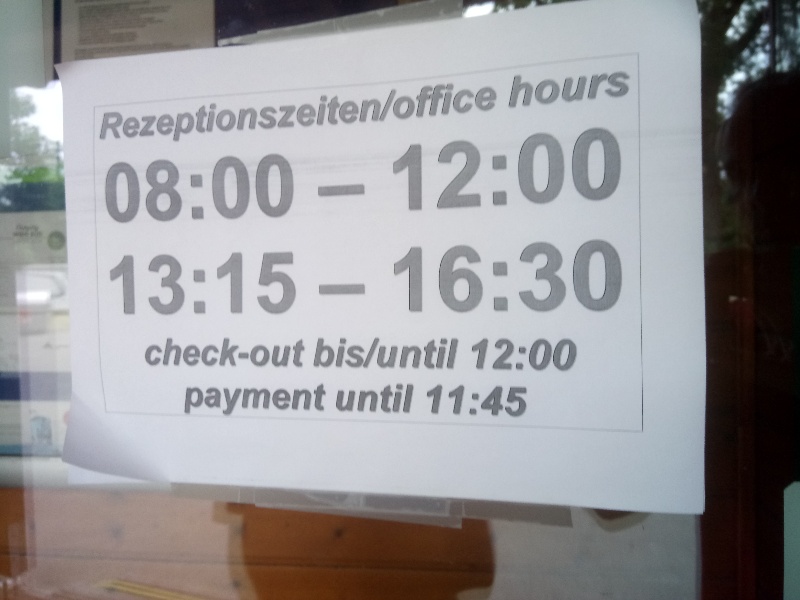 Rezeptionszeiten/office hours
08:00 – 12:00
13:15 – 16:30
check-out bis/until 12:00
payment until 11:45